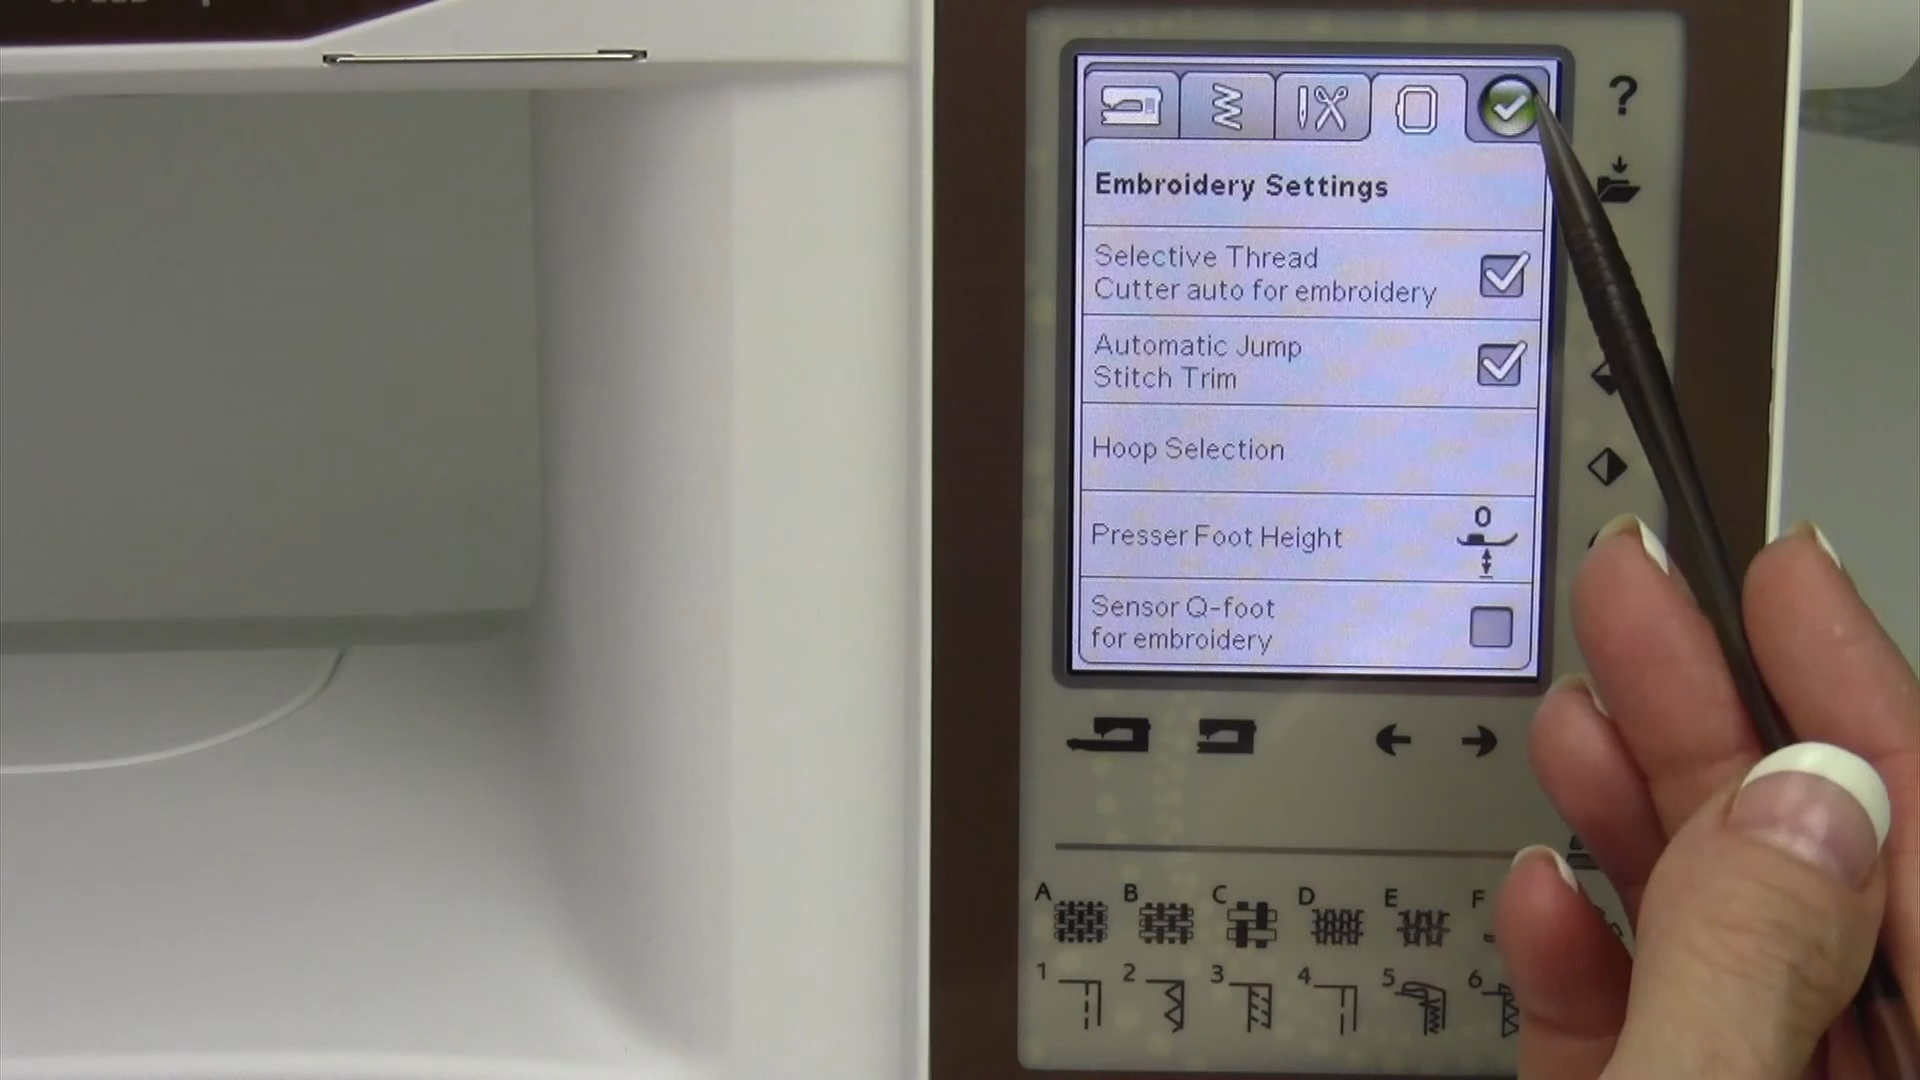 SPEED
?
Embroidery Settings
Selective Thread
Cutter auto for embroidery
Automatic Jump
Stitch Trim
Hoop Selection
Presser Foot Height
0
Sensor Q-foot
for embroidery
A B C D E F
1 2 3 4 5 6